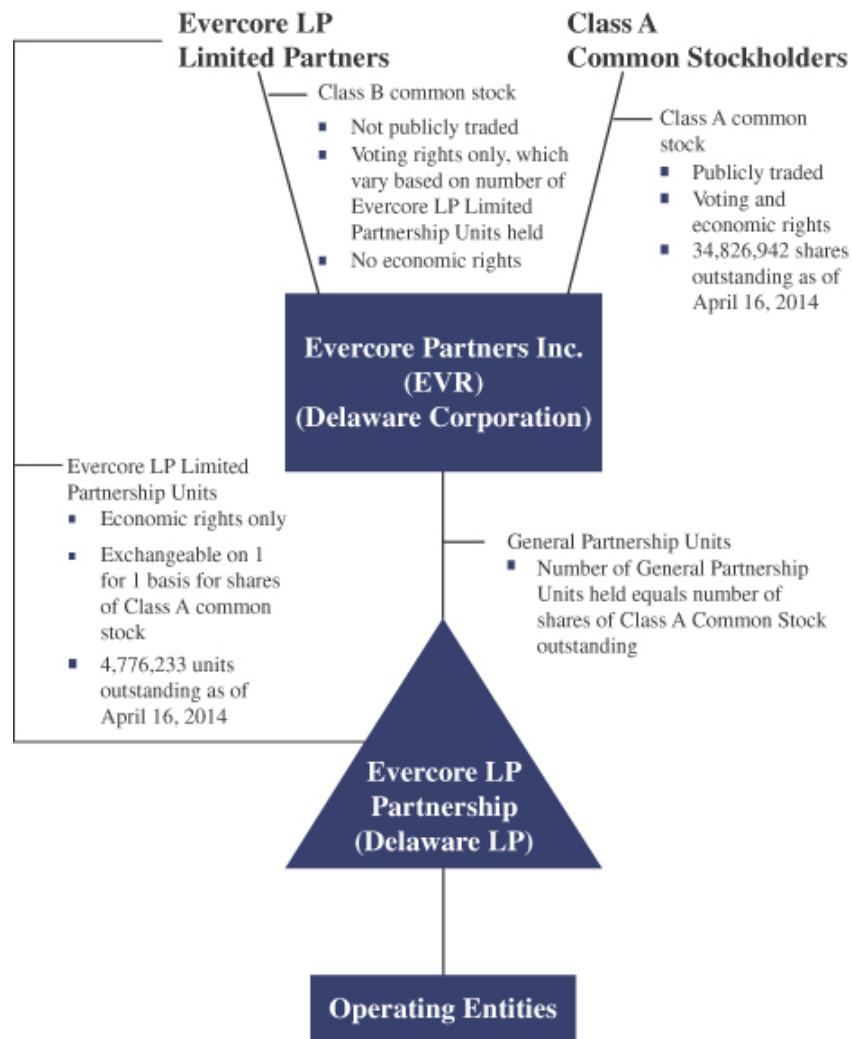 Evercore LP
Limited Partners
Class A
Common Stockholders
Class B common stock
■ Not publicly traded
■ Voting rights only, which
vary based on number of
Evercore LP Limited
Partnership Units held
■ No economic rights
Class A common
stock
■ Publicly traded
■ Voting and
economic rights
■ 34,826,942 shares
outstanding as of
April 16, 2014
Evercore Partners Inc.
(EVR)
(Delaware Corporation)
Evercore LP Limited
Partnership Units
■ Economic rights only
■ Exchangeable on 1
for 1 basis for shares
of Class A common
stock
■ 4,776,233 units
outstanding as of
April 16, 2014
General Partnership Units
■ Number of General Partnership
Units held equals number of
shares of Class A Common Stock
outstanding
Evercore LP
Partnership
(Delaware LP)
Operating Entities